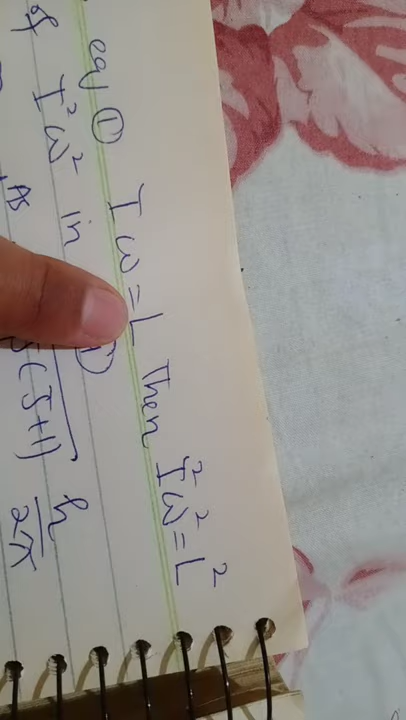 eq ① Iω = L Then I²ω² = L²
of I²ω² in
As √J(J+1) h/2π